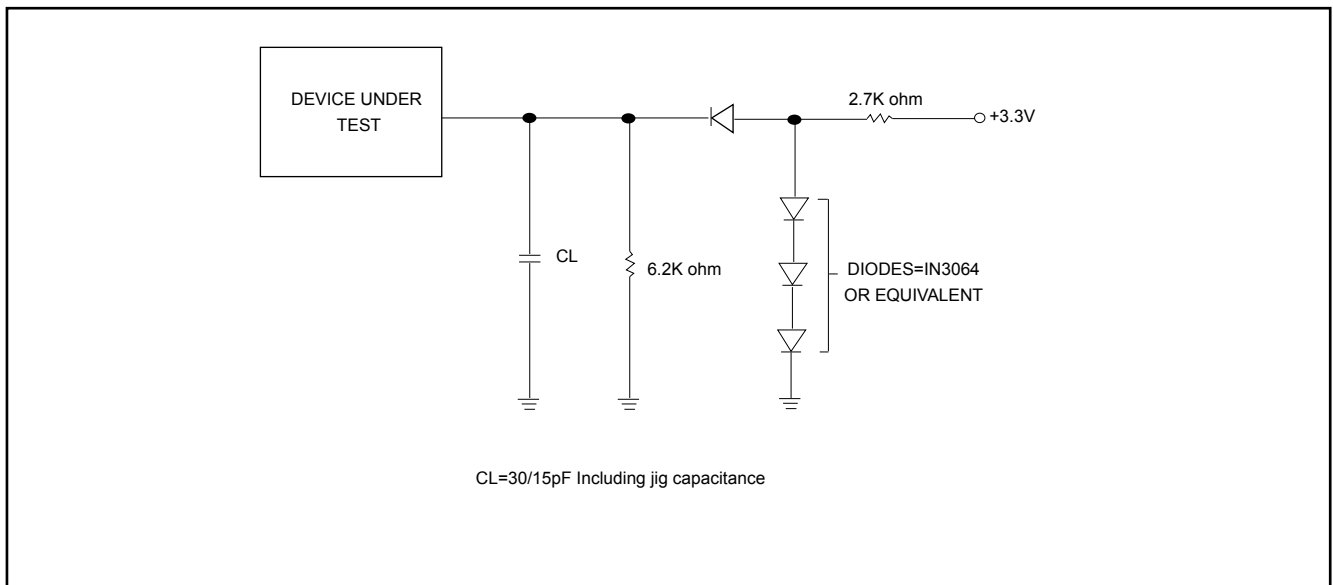 DEVICE UNDER
TEST
2.7K ohm
+3.3V
CL
6.2K ohm
DIODES=IN3064
OR EQUIVALENT
CL=30/15pF Including jig capacitance